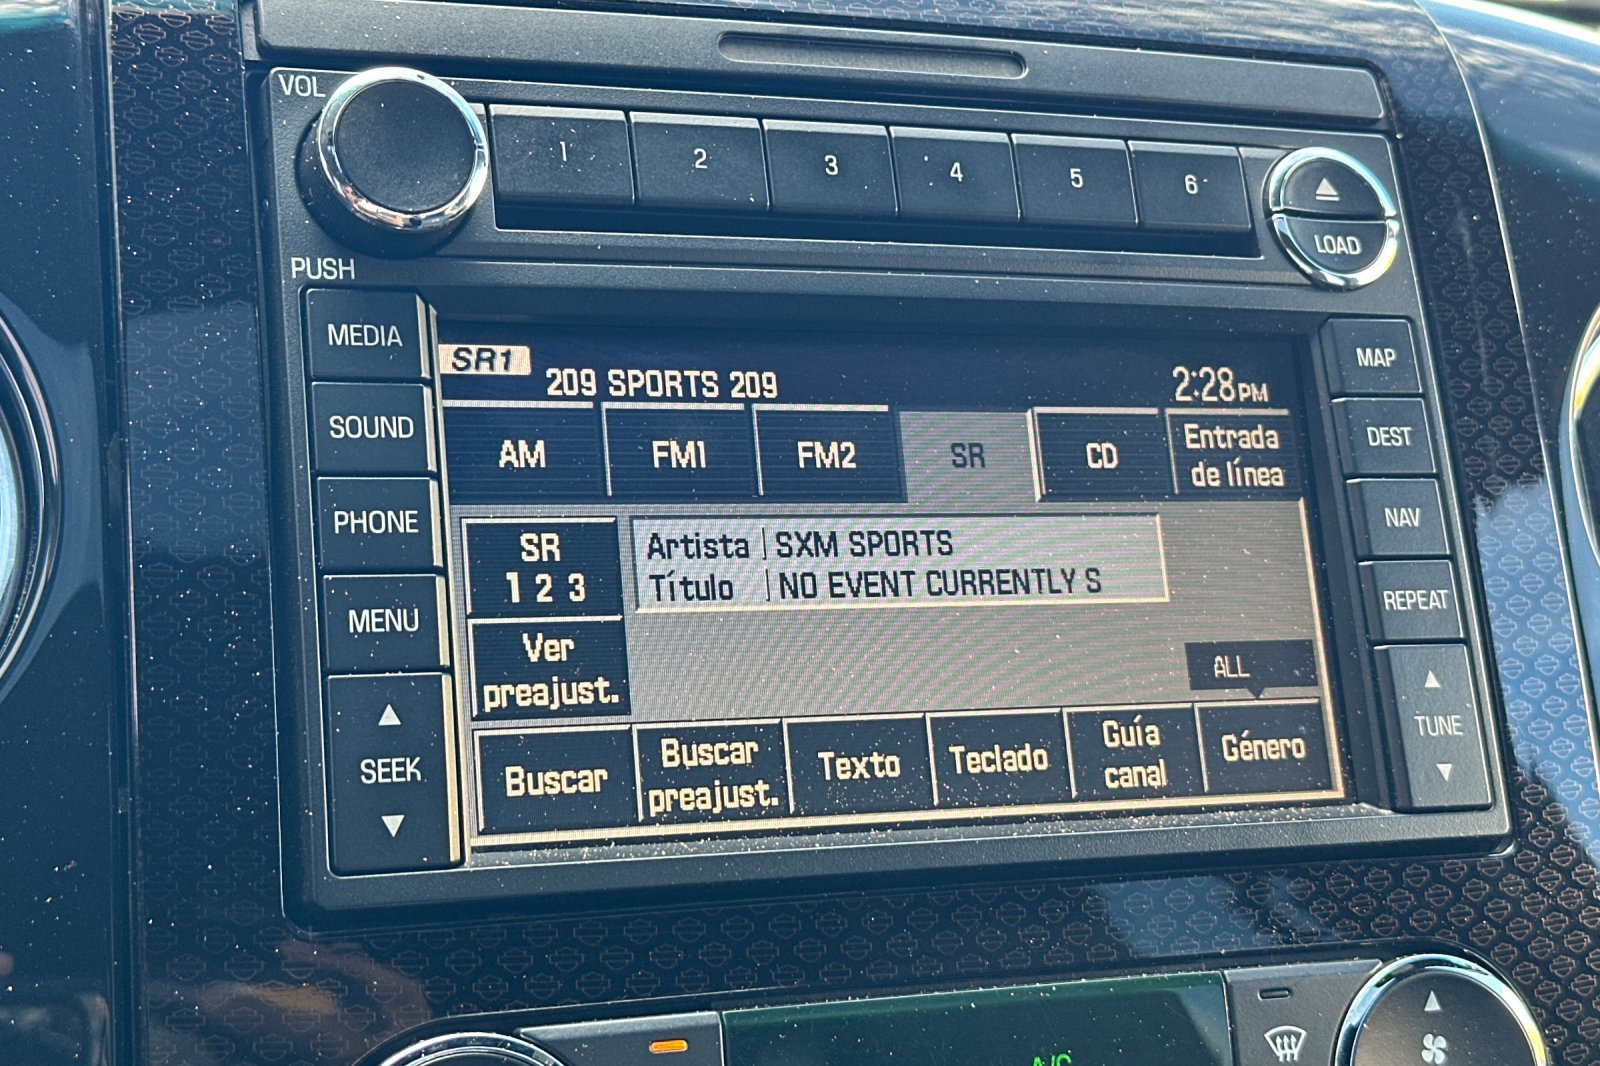 VOL
1 2 3 4 5 6
LOAD
PUSH
MEDIA
SOUND
PHONE
MENU
SEEK
SR1
209 SPORTS 209
2:28PM
AM
FM1
FM2
SR
CD
Entrada
de línea
SR
1 2 3
Artista SXM SPORTS
Título NO EVENT CURRENTLY S
Ver
preajust.
ALL
Buscar
Buscar
preajust.
Texto
Teclado
Guía
canal
Género
MAP
DEST
NAV
REPEAT
TUNE
A/C